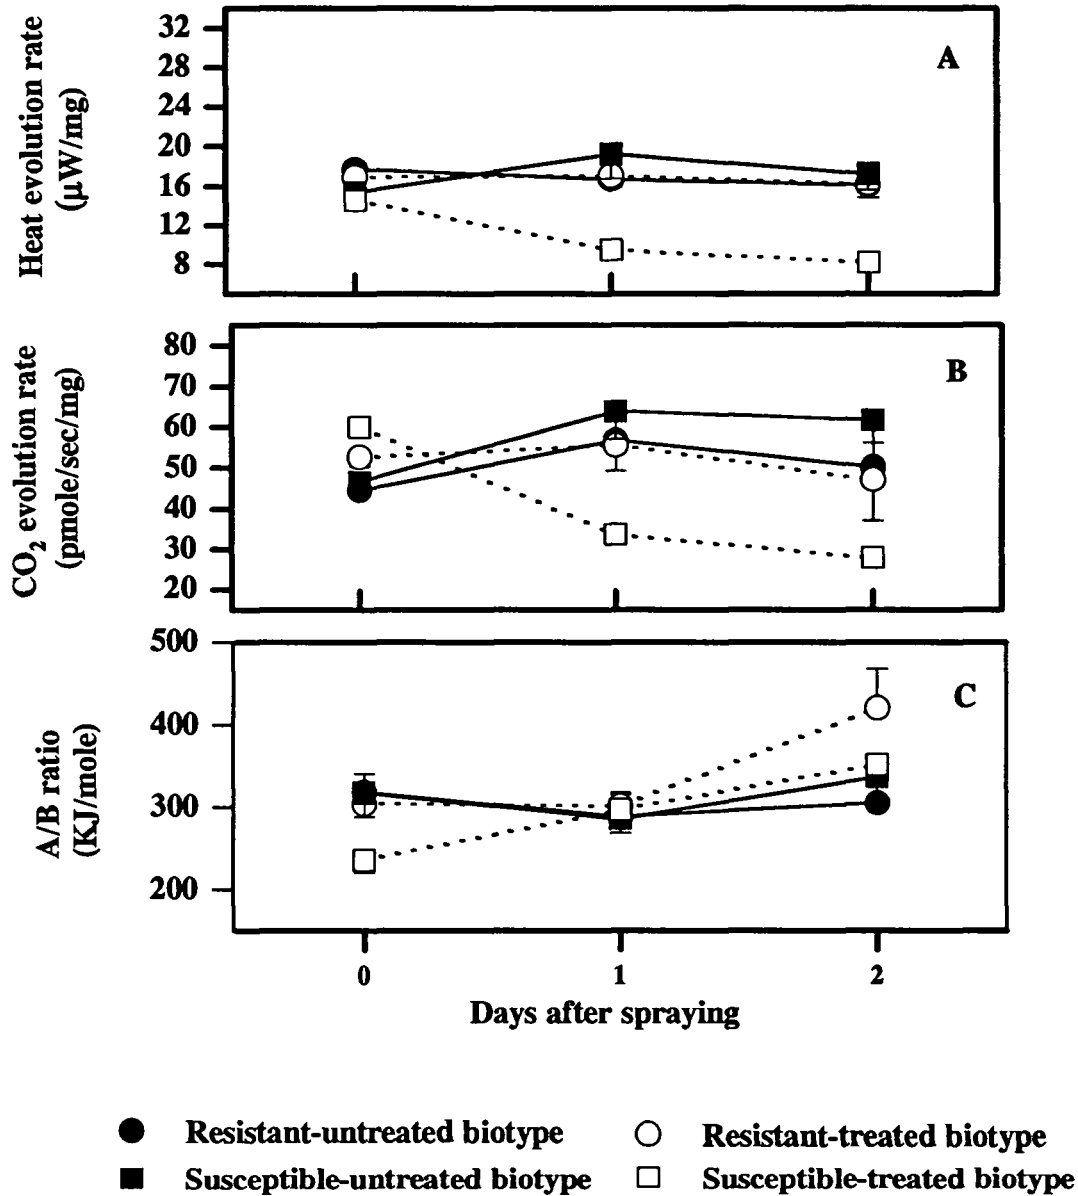 Heat evolution rate
(μW/mg)
32
28
24
20
16
12
8
A
CO₂ evolution rate
(pmole/sec/mg)
80
70
60
50
40
30
20
B
A/B ratio
(KJ/mole)
500
400
300
200
C
0 1 2
Days after spraying
Resistant-untreated biotype
Resistant-treated biotype
Susceptible-untreated biotype
Susceptible-treated biotype